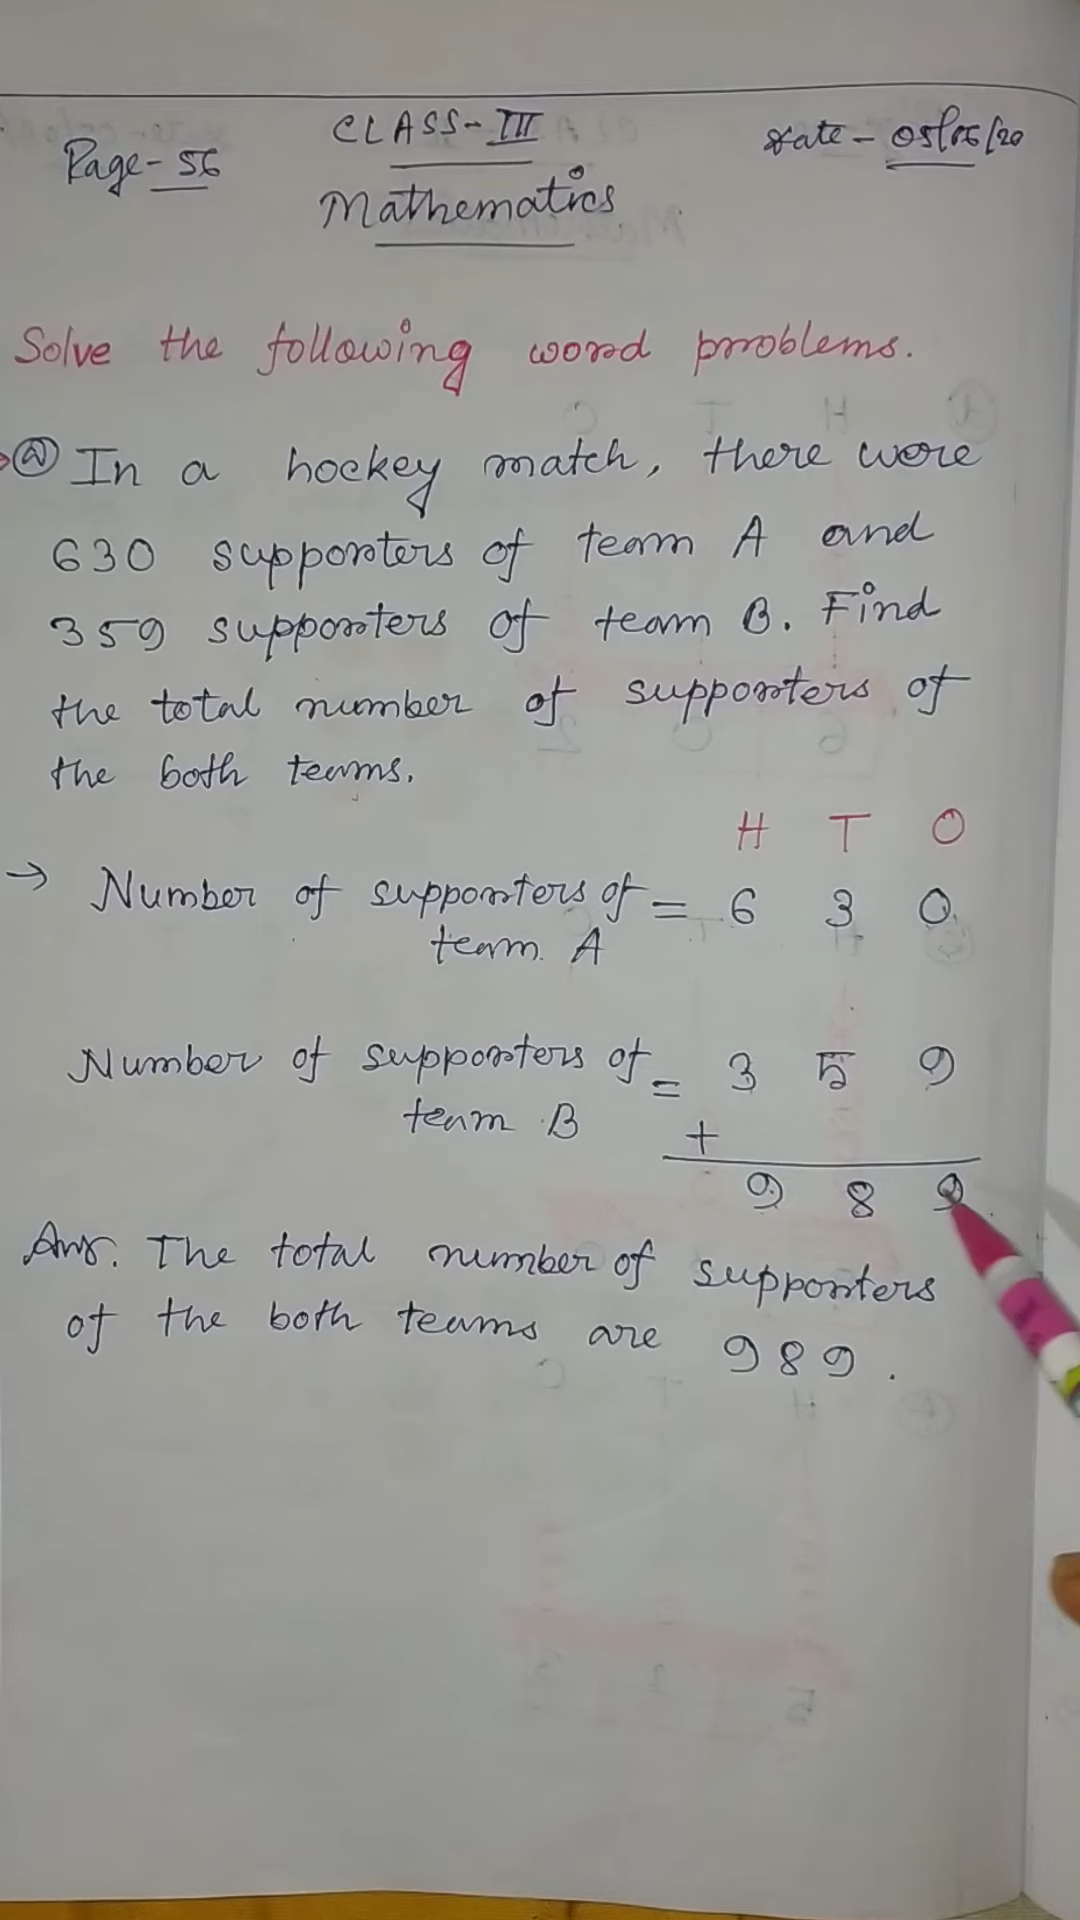 CLASS-III
Page-56
Date - 05/06/20
Mathematics
Solve the following word problems.
a In a hockey match, there were
630 supporters of team A and
359 supporters of team B. Find
the total number of supporters of
the both teams.
H T O
→ Number of supporters of = 6 3 0
team A
Number of supporters of = 3 5 9
team B +
9 8 9
Ans. The total number of supporters
of the both teams are 989.